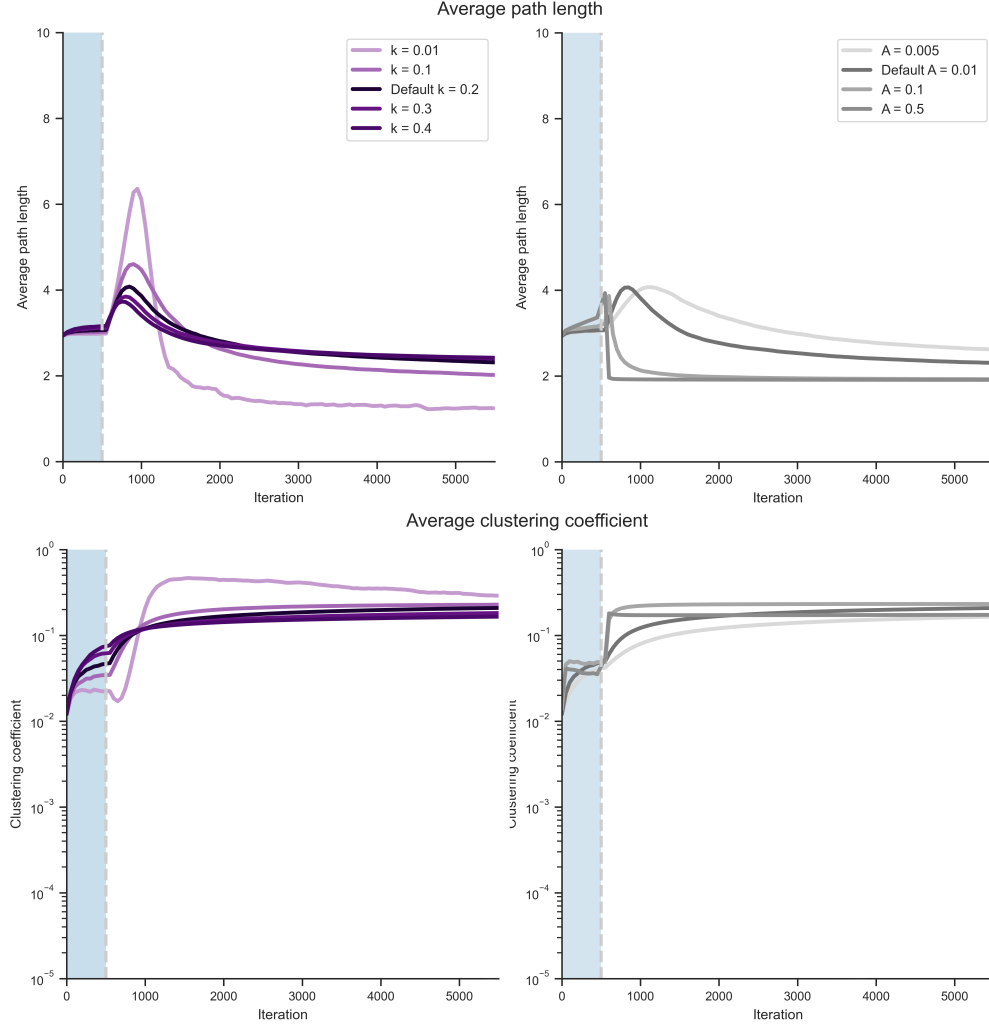 Average path length
10
8
6
4
2
0
Average path length
0 1000 2000 3000 4000 5000
Iteration
k = 0.01
k = 0.1
Default k = 0.2
k = 0.3
k = 0.4
10
8
6
4
2
0
Average path length
0 1000 2000 3000 4000 5000
Iteration
A = 0.005
Default A = 0.01
A = 0.1
A = 0.5
Average clustering coefficient
10⁰
10⁻¹
10⁻²
10⁻³
10⁻⁴
10⁻⁵
Clustering coefficient
0 1000 2000 3000 4000 5000
Iteration
10⁰
10⁻¹
10⁻²
10⁻³
10⁻⁴
10⁻⁵
Clustering coefficient
0 1000 2000 3000 4000 5000
Iteration